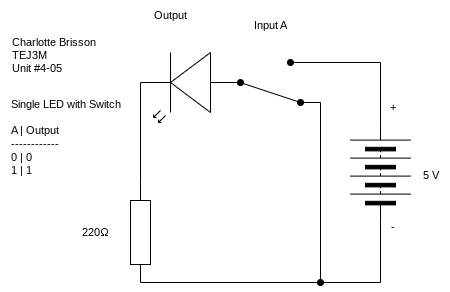 Output
Input A
Charlotte Brisson
TEJ3M
Unit #4-05
Single LED with Switch
A | Output
------------
0 | 0
1 | 1
+
5 V
-
220Ω